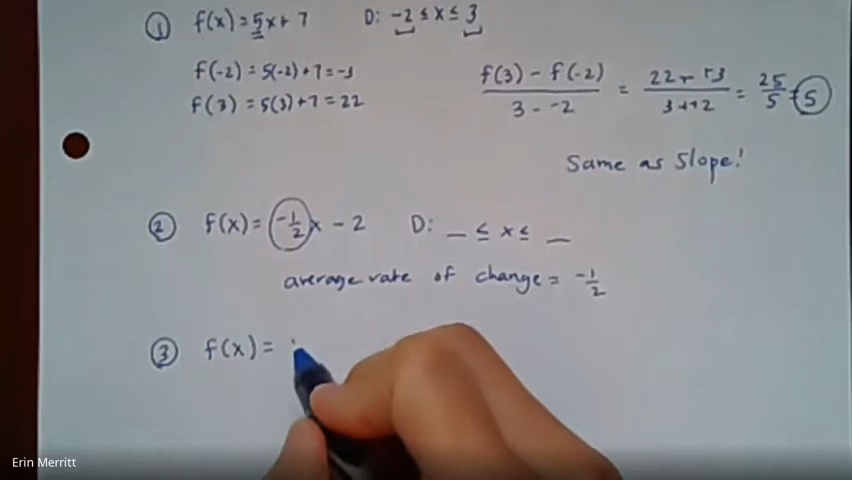 ① f(x) = 5x + 7 D: -2 ≤ x ≤ 3
f(-2) = 5(-2) + 7 = -3
f(3) = 5(3) + 7 = 22
f(3) - f(-2) / 3 - -2 = 22 + +3 / 3 + +2 = 25/5 = 5
Same as Slope!
② f(x) = -1/2 x - 2 D: __ ≤ x ≤ __
average rate of change = -1/2
③ f(x) =
Erin Merritt